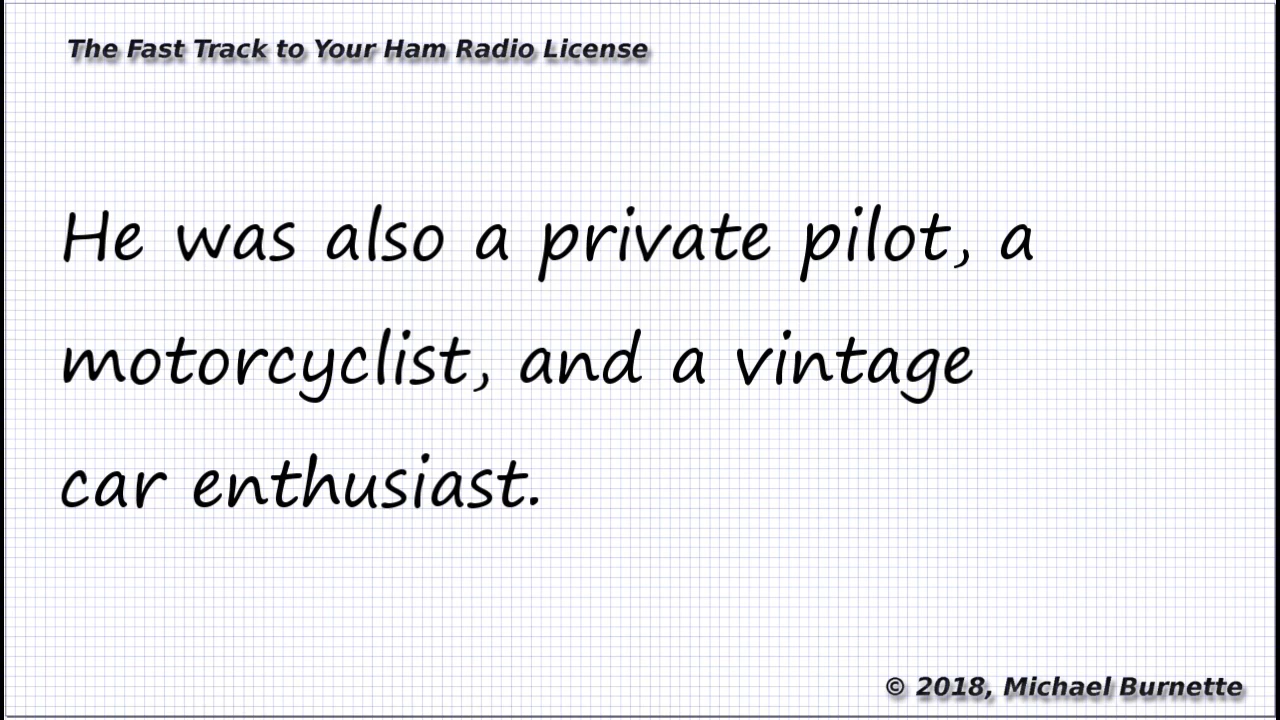 The Fast Track to Your Ham Radio License
He was also a private pilot, a
motorcyclist, and a vintage
car enthusiast.
© 2018, Michael Burnette